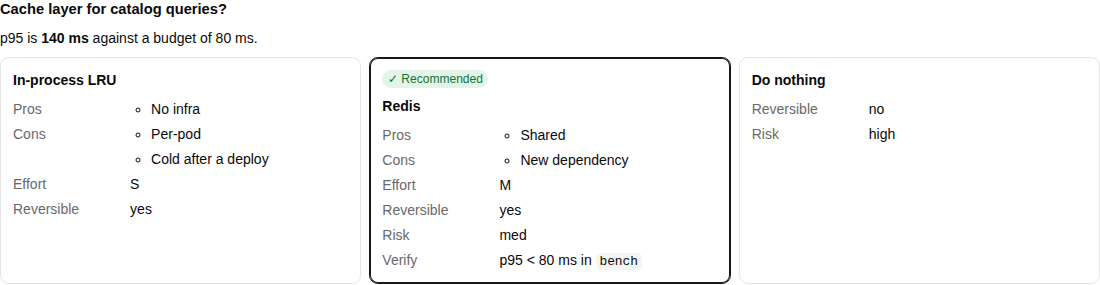 Cache layer for catalog queries?
p95 is 140 ms against a budget of 80 ms.
In-process LRU
Pros
No infra
Cons
Per-pod
Cold after a deploy
Effort S
Reversible yes
✓ Recommended
Redis
Pros
Shared
Cons
New dependency
Effort M
Reversible yes
Risk med
Verify p95 < 80 ms in bench
Do nothing
Reversible no
Risk high